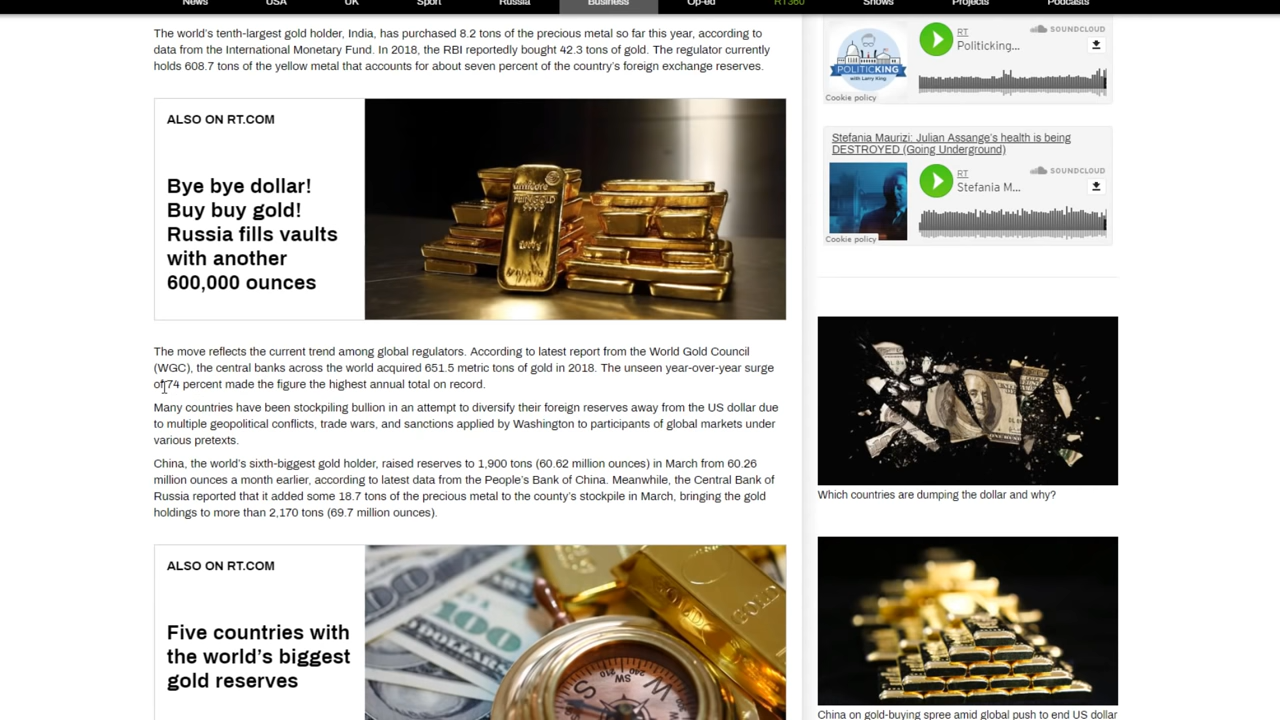 News USA UK Sport Russia Business Op-ed RT360 Shows Projects Podcasts
The world's tenth-largest gold holder, India, has purchased 8.2 tons of the precious metal so far this year, according to
data from the International Monetary Fund. In 2018, the RBI reportedly bought 42.3 tons of gold. The regulator currently
holds 608.7 tons of the yellow metal that accounts for about seven percent of the country's foreign exchange reserves.
ALSO ON RT.COM
Bye bye dollar!
Buy buy gold!
Russia fills vaults
with another
600,000 ounces
The move reflects the current trend among global regulators. According to latest report from the World Gold Council
(WGC), the central banks across the world acquired 651.5 metric tons of gold in 2018. The unseen year-over-year surge
of 74 percent made the figure the highest annual total on record.
Many countries have been stockpiling bullion in an attempt to diversify their foreign reserves away from the US dollar due
to multiple geopolitical conflicts, trade wars, and sanctions applied by Washington to participants of global markets under
various pretexts.
China, the world's sixth-biggest gold holder, raised reserves to 1,900 tons (60.62 million ounces) in March from 60.26
million ounces a month earlier, according to latest data from the People's Bank of China. Meanwhile, the Central Bank of
Russia reported that it added some 18.7 tons of the precious metal to the county's stockpile in March, bringing the gold
holdings to more than 2,170 tons (69.7 million ounces).
ALSO ON RT.COM
Five countries with
the world's biggest
gold reserves
100
GOLD
SW
S
W
POLITICKING
with Larry King
RT
Politicking...
SOUNDCLOUD
Cookie policy
Stefania Maurizi: Julian Assange's health is being
DESTROYED (Going Underground)
RT
Stefania M...
SOUNDCLOUD
Cookie policy
Which countries are dumping the dollar and why?
China on gold-buying spree amid global push to end US dollar